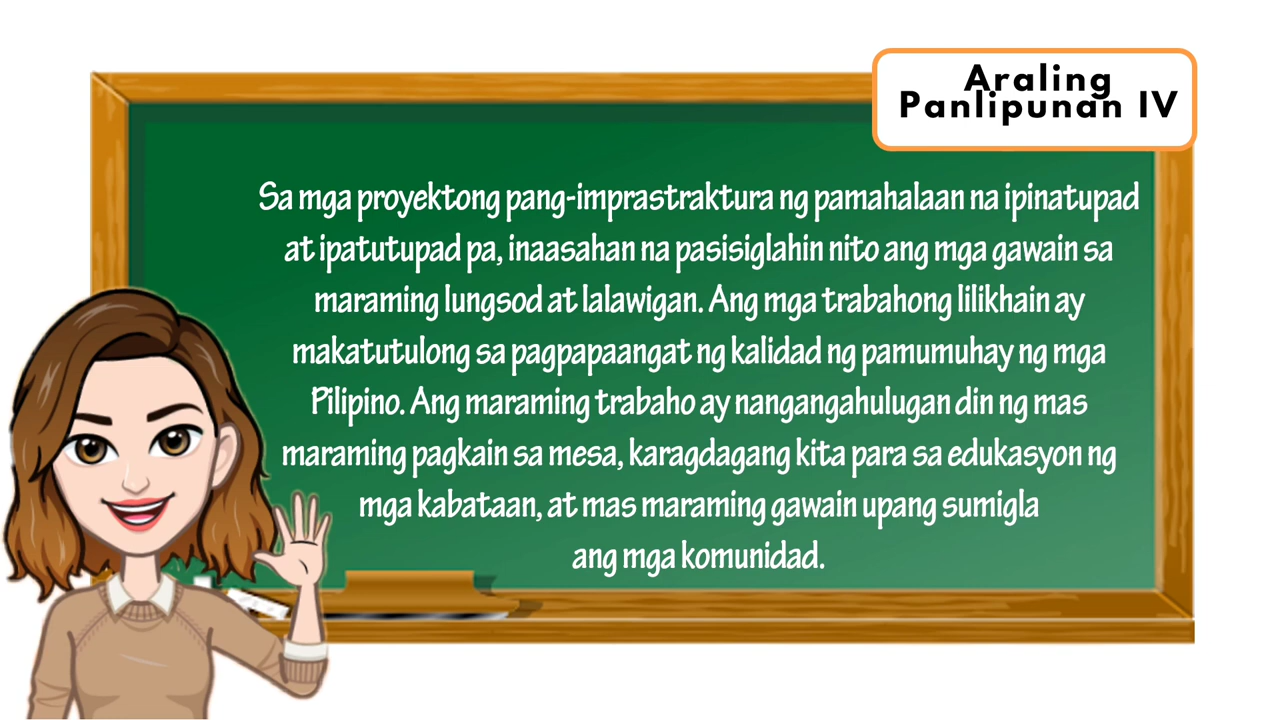 Araling
Panlipunan IV
Sa mga proyektong pang-imprastraktura ng pamahalaan na ipinatupad
at ipatutupad pa, inaasahan na pasisiglahin nito ang mga gawain sa
maraming lungsod at lalawigan. Ang mga trabahong lilikhain ay
makatutulong sa pagpapaangat ng kalidad ng pamumuhay ng mga
Pilipino. Ang maraming trabaho ay nangangahulugan din ng mas
maraming pagkain sa mesa, karagdagang kita para sa edukasyon ng
mga kabataan, at mas maraming gawain upang sumigla
ang mga komunidad.